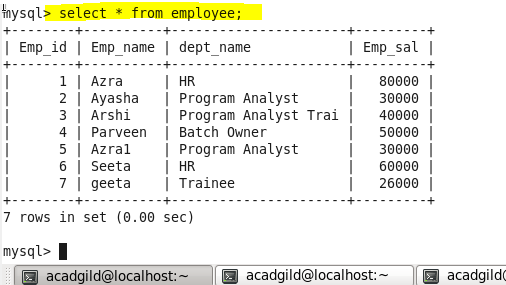 mysql> select * from employee;
+--------+----------+----------------------+---------+
| Emp_id | Emp_name | dept_name            | Emp_sal |
+--------+----------+----------------------+---------+
|      1 | Azra     | HR                   |   80000 |
|      2 | Ayasha   | Program Analyst      |   30000 |
|      3 | Arshi    | Program Analyst Trai |   40000 |
|      4 | Parveen  | Batch Owner          |   50000 |
|      5 | Azra1    | Program Analyst      |   30000 |
|      6 | Seeta    | HR                   |   60000 |
|      7 | geeta    | Trainee              |   26000 |
+--------+----------+----------------------+---------+
7 rows in set (0.00 sec)
mysql>
acadgild@localhost:~ acadgild@localhost:~ acadgild@